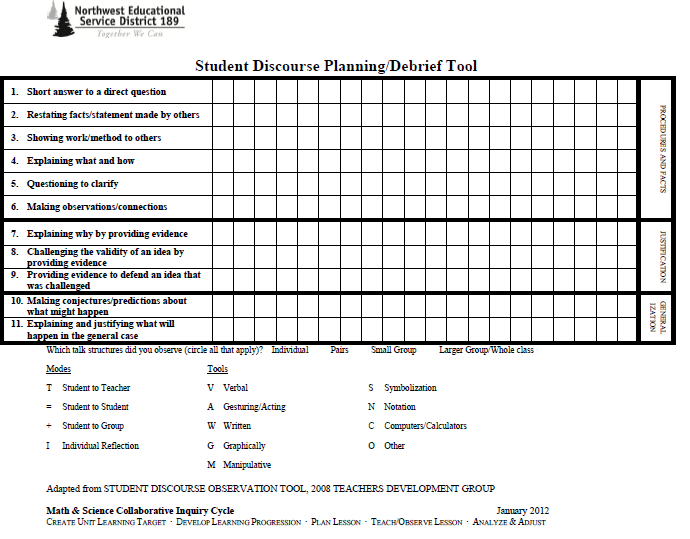 Northwest Educational
Service District 189
Together We Can
Student Discourse Planning/Debrief Tool
1. Short answer to a direct question
2. Restating facts/statement made by others
3. Showing work/method to others
4. Explaining what and how
5. Questioning to clarify
6. Making observations/connections
PROCEDURES AND FACTS
7. Explaining why by providing evidence
8. Challenging the validity of an idea by
providing evidence
9. Providing evidence to defend an idea that
was challenged
JUSTIFICATION
10. Making conjectures/predictions about
what might happen
11. Explaining and justifying what will
happen in the general case
GENERAL
IZATION
Which talk structures did you observe (circle all that apply)? Individual Pairs Small Group Larger Group/Whole class
Modes Tools
T Student to Teacher V Verbal S Symbolization
= Student to Student A Gesturing/Acting N Notation
+ Student to Group W Written C Computers/Calculators
I Individual Reflection G Graphically O Other
M Manipulative
Adapted from STUDENT DISCOURSE OBSERVATION TOOL, 2008 TEACHERS DEVELOPMENT GROUP
Math & Science Collaborative Inquiry Cycle January 2012
CREATE UNIT LEARNING TARGET · DEVELOP LEARNING PROGRESSION · PLAN LESSON · TEACH/OBSERVE LESSON · ANALYZE & ADJUST